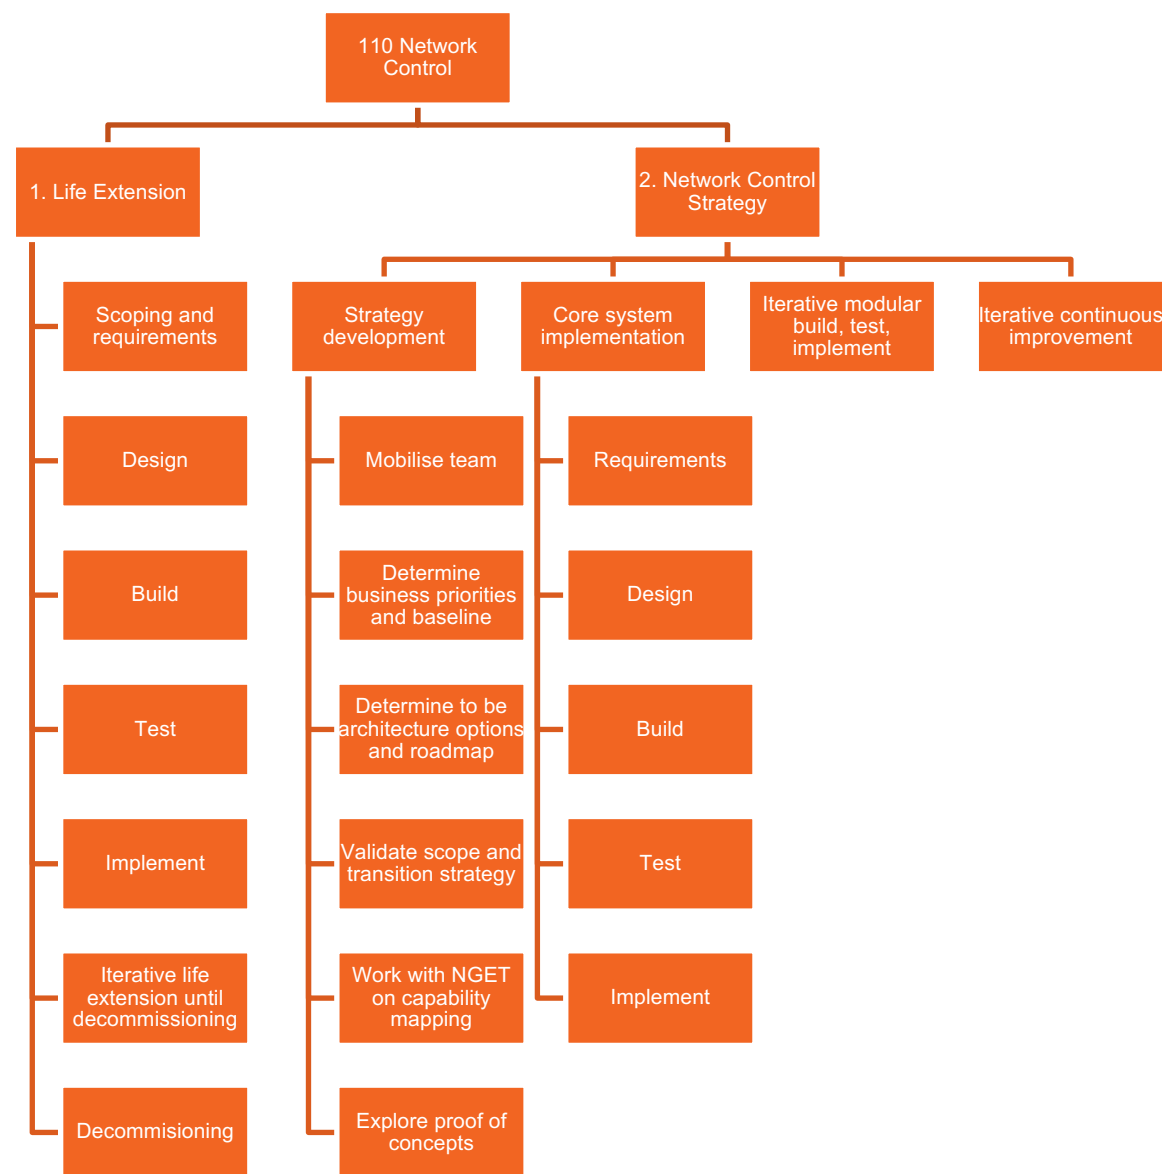 110 Network
Control
1. Life Extension
2. Network Control
Strategy
Scoping and
requirements
Strategy
development
Core system
implementation
Iterative modular
build, test,
implement
Iterative continuous
improvement
Design
Mobilise team
Requirements
Build
Determine
business priorities
and baseline
Design
Test
Determine to be
architecture options
and roadmap
Build
Implement
Validate scope and
transition strategy
Test
Iterative life
extension until
decommissioning
Work with NGET
on capability
mapping
Implement
Decommisioning
Explore proof of
concepts